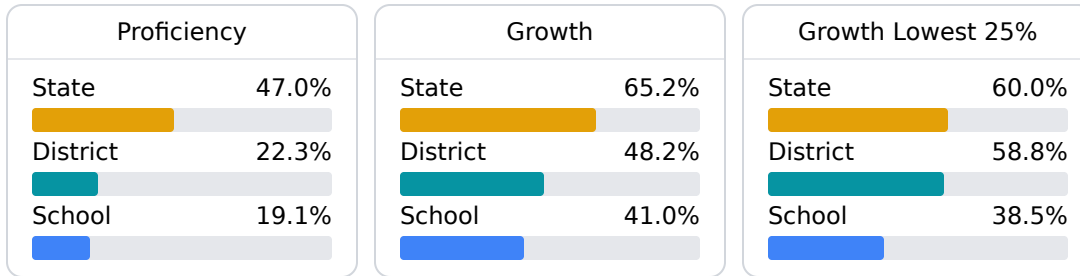 Proficiency
State 47.0%
District 22.3%
School 19.1%
Growth
State 65.2%
District 48.2%
School 41.0%
Growth Lowest 25%
State 60.0%
District 58.8%
School 38.5%